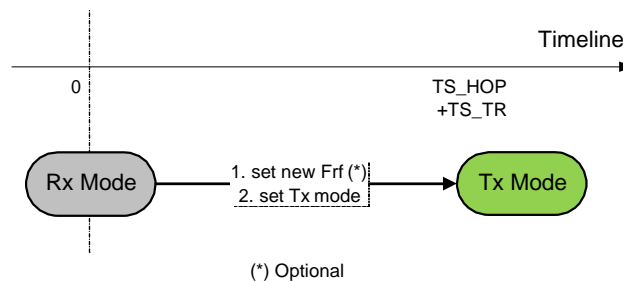 Timeline
0
TS_HOP
+TS_TR
Rx Mode
1. set new Frf (*)
2. set Tx mode
Tx Mode
(*) Optional